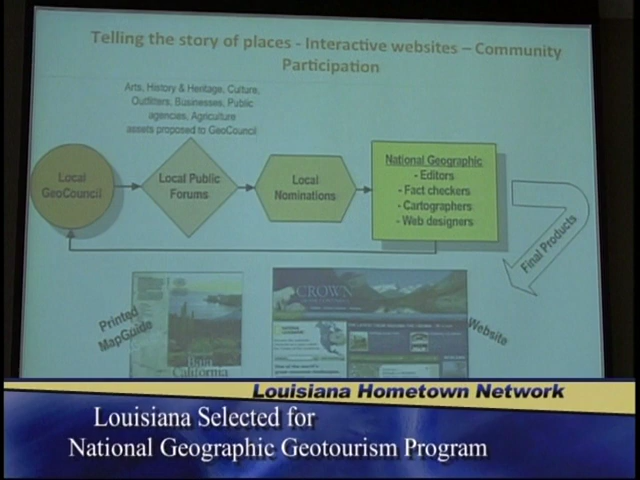 Telling the story of places - Interactive websites – Community
Participation
Arts, History & Heritage, Culture,
Outfitters, Businesses, Public
agencies, Agriculture
assets proposed to GeoCouncil
Local
GeoCouncil
Local Public
Forums
Local
Nominations
National Geographic
- Editors
- Fact checkers
- Cartographers
- Web designers
Final Products
Printed
MapGuide
Baja
California
CROWN
Website
Louisiana Hometown Network
Louisiana Selected for
National Geographic Geotourism Program